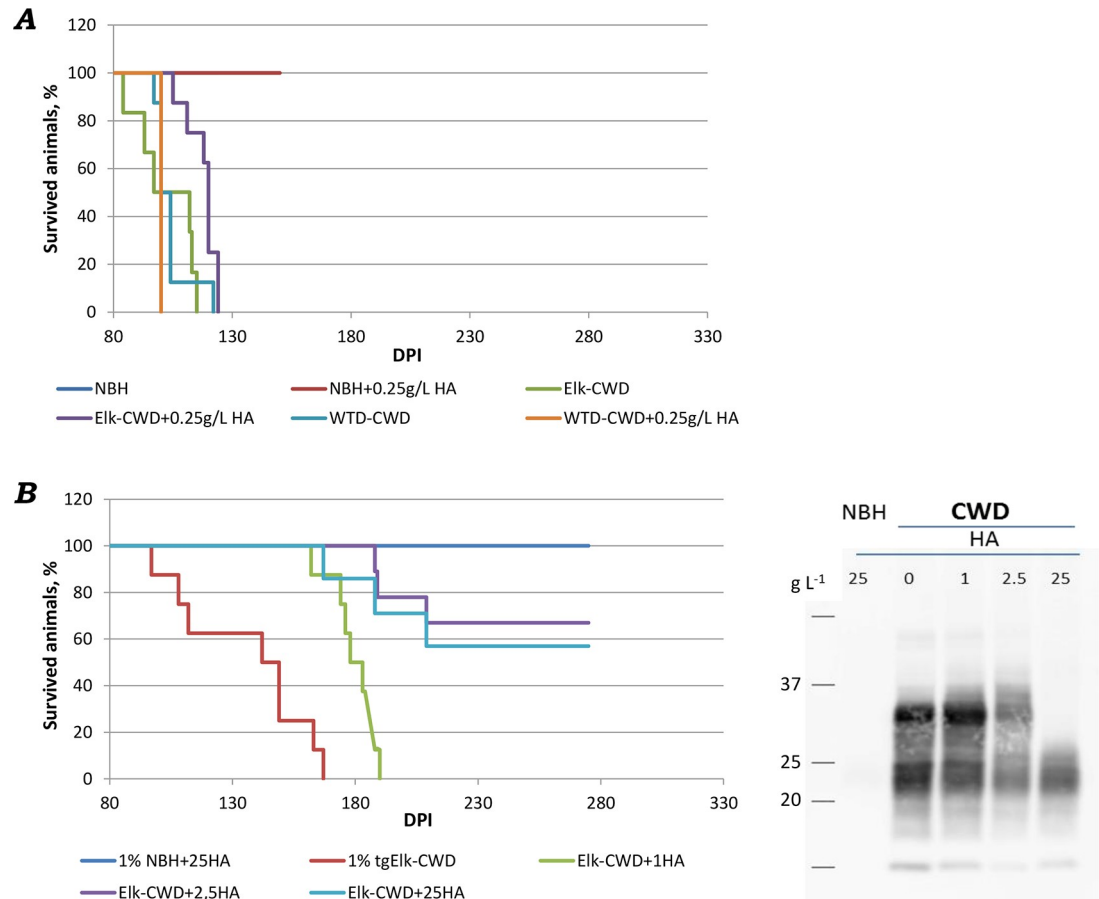 A
120
100
80
60
40
20
0
Survived animals, %
80 130 180 230 280 330
DPI
NBH NBH+0.25g/L HA Elk-CWD
Elk-CWD+0.25g/L HA WTD-CWD WTD-CWD+0.25g/L HA
B
120
100
80
60
40
20
0
Survived animals, %
80 130 180 230 280 330
DPI
1% NBH+25HA 1% tgElk-CWD Elk-CWD+1HA
Elk-CWD+2,5HA Elk-CWD+25HA
NBH CWD
HA
g L-1 25 0 1 2.5 25
37
25
20